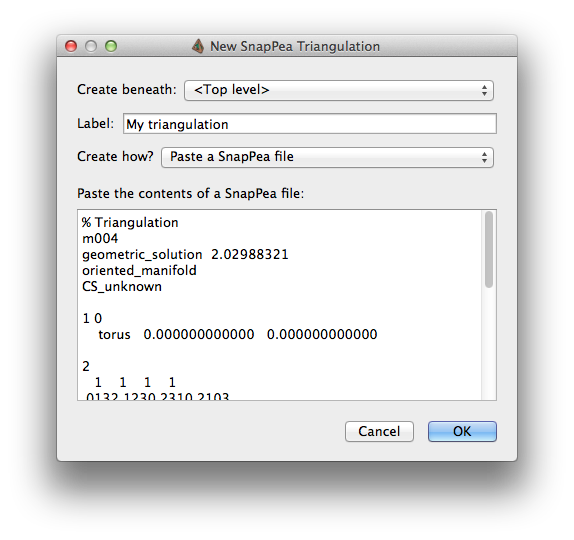 New SnapPea Triangulation
Create beneath: <Top level>
Label: My triangulation
Create how? Paste a SnapPea file
Paste the contents of a SnapPea file:
% Triangulation
m004
geometric_solution 2.02988321
oriented_manifold
CS_unknown
1 0
torus 0.000000000000 0.000000000000
2
1 1 1 1
0132 1230 2310 2103
Cancel OK